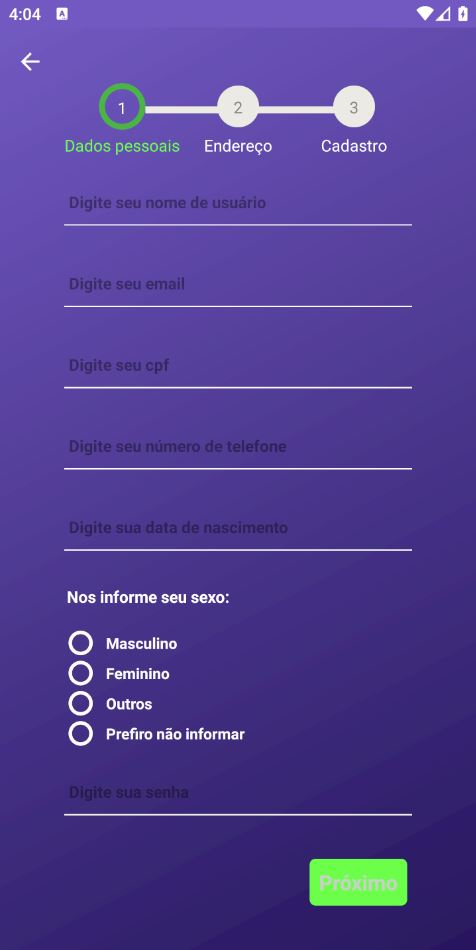 4:04
1 2 3
Dados pessoais Endereço Cadastro
Digite seu nome de usuário
Digite seu email
Digite seu cpf
Digite seu número de telefone
Digite sua data de nascimento
Nos informe seu sexo:
Masculino
Feminino
Outros
Prefiro não informar
Digite sua senha
Próximo